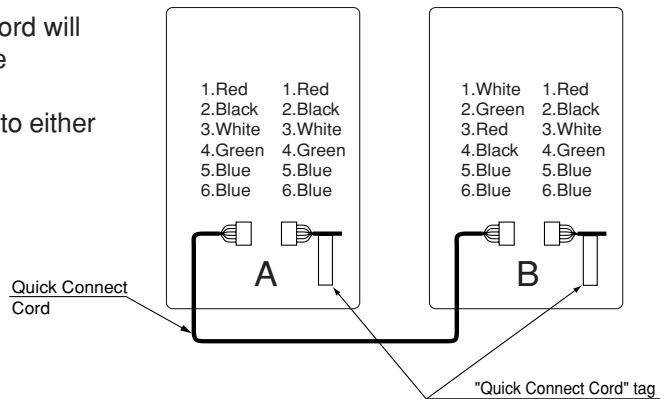 ord will
e
to either
1.Red
2.Black
3.White
4.Green
5.Blue
6.Blue
1.Red
2.Black
3.White
4.Green
5.Blue
6.Blue
1.White
2.Green
3.Red
4.Black
5.Blue
6.Blue
1.Red
2.Black
3.White
4.Green
5.Blue
6.Blue
A
B
Quick Connect
Cord
"Quick Connect Cord" tag